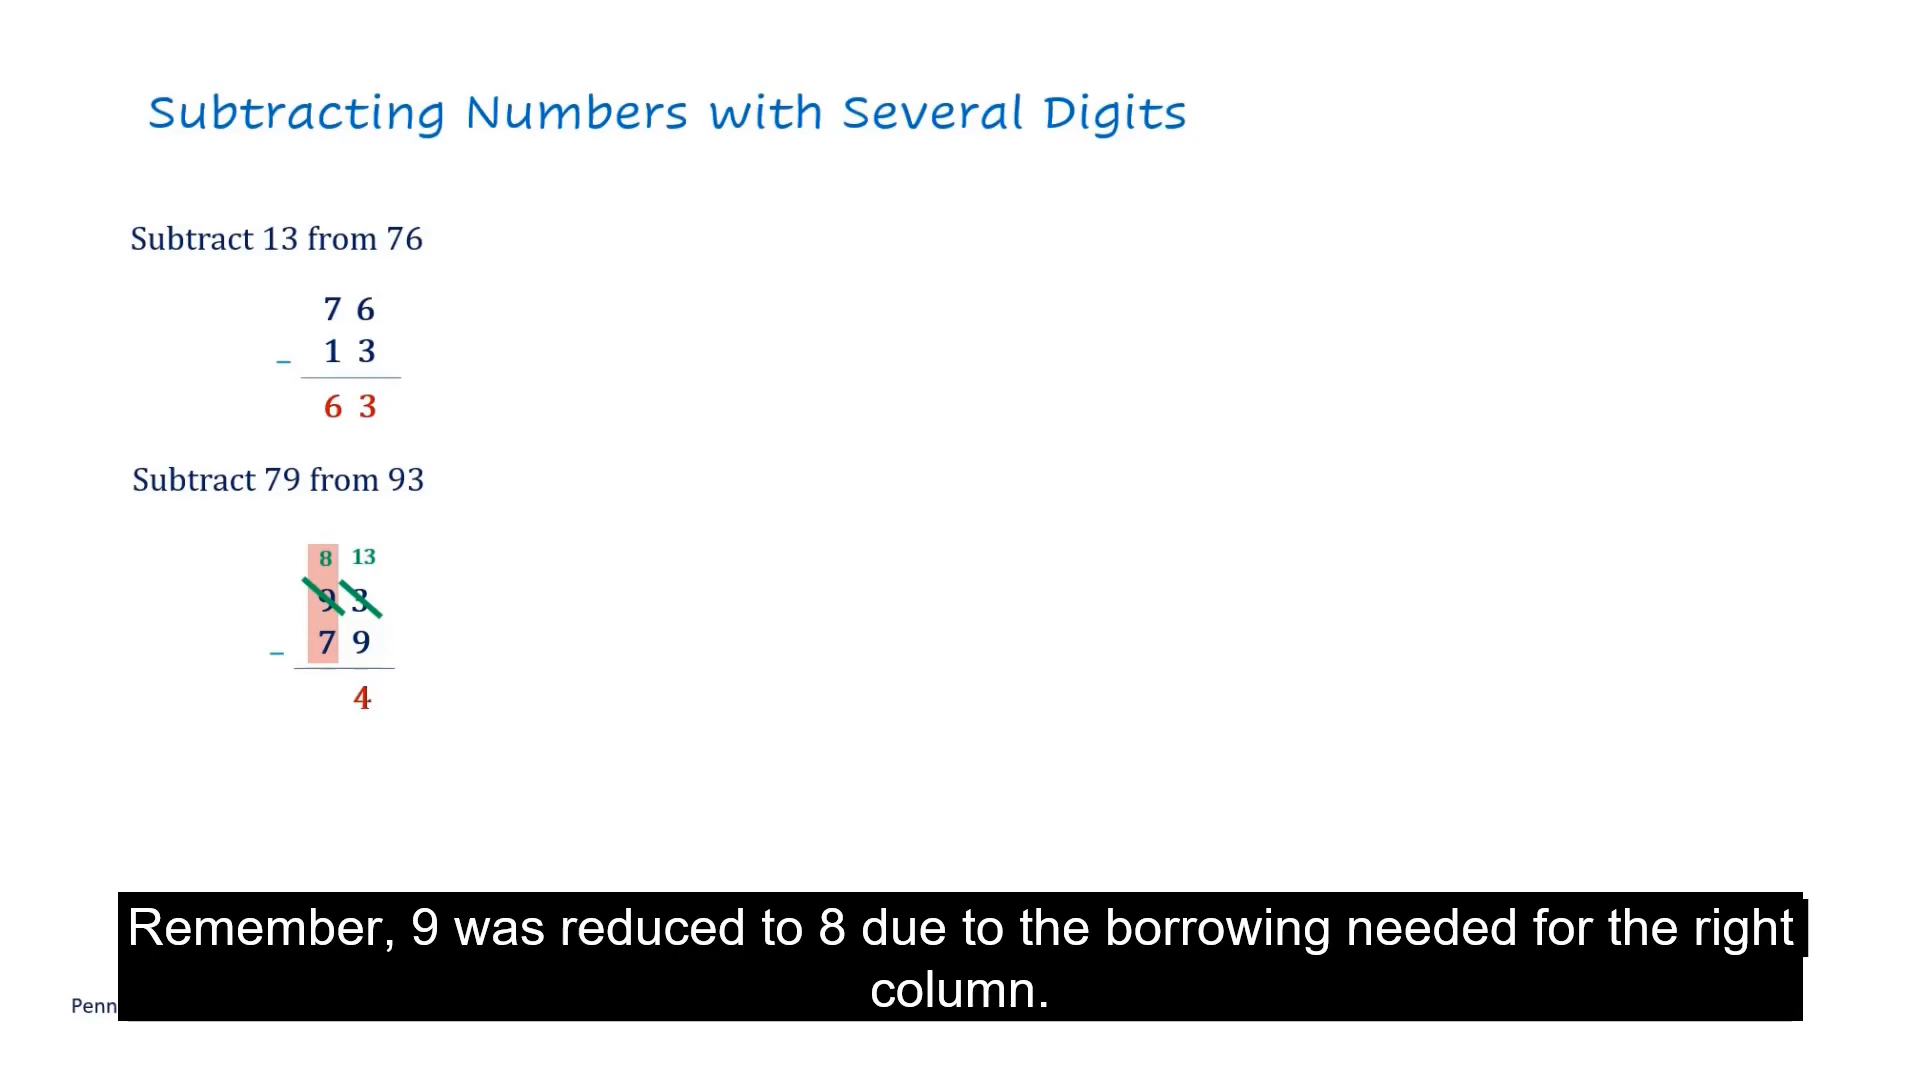 Subtracting Numbers with Several Digits
Subtract 13 from 76
7 6
– 1 3
6 3
Subtract 79 from 93
8 13
9 3
– 7 9
4
Remember, 9 was reduced to 8 due to the borrowing needed for the right
column.
Penn